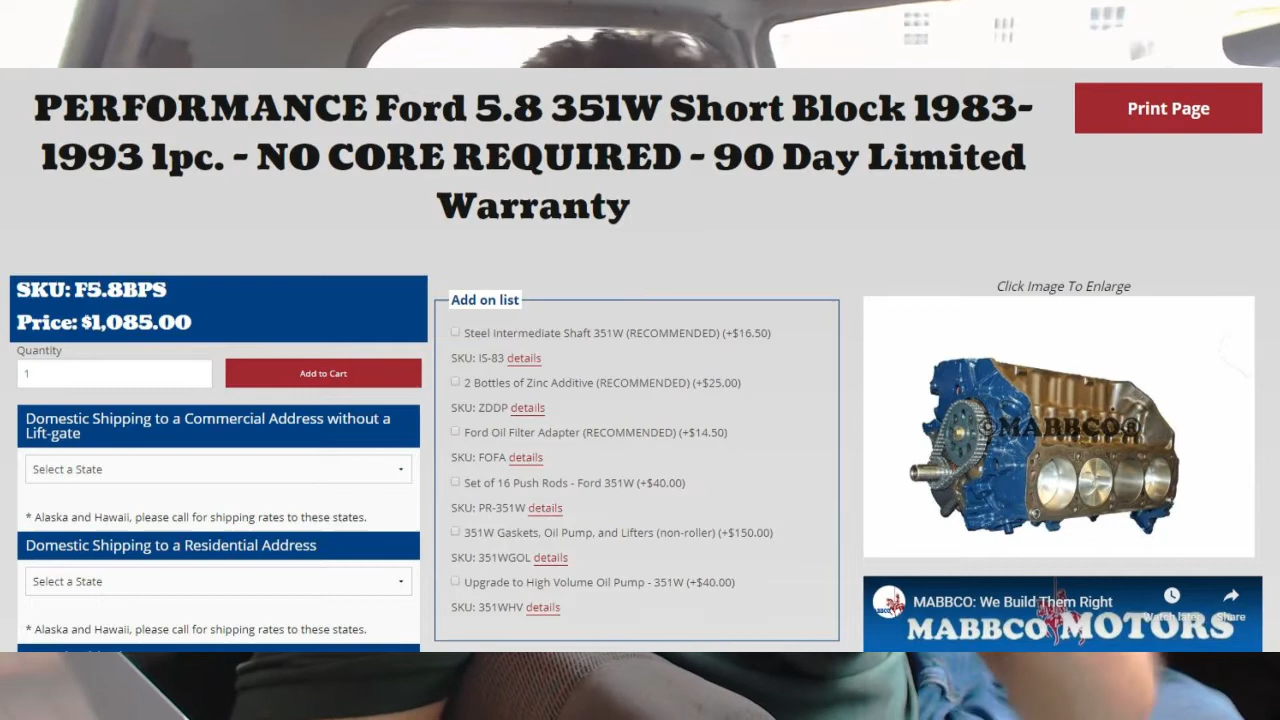 PERFORMANCE Ford 5.8 351W Short Block 1983-
1993 1pc. - NO CORE REQUIRED - 90 Day Limited
Warranty
Print Page
SKU: F5.8BPS
Price: $1,085.00
Quantity
1
Add to Cart
Domestic Shipping to a Commercial Address without a
Lift-gate
Select a State
* Alaska and Hawaii, please call for shipping rates to these states.
Domestic Shipping to a Residential Address
Select a State
* Alaska and Hawaii, please call for shipping rates to these states.
Add on list
Steel Intermediate Shaft 351W (RECOMMENDED) (+$16.50)
SKU: IS-83 details
2 Bottles of Zinc Additive (RECOMMENDED) (+$25.00)
SKU: ZDDP details
Ford Oil Filter Adapter (RECOMMENDED) (+$14.50)
SKU: FOFA details
Set of 16 Push Rods - Ford 351W (+$40.00)
SKU: PR-351W details
351W Gaskets, Oil Pump, and Lifters (non-roller) (+$150.00)
SKU: 351WGOL details
Upgrade to High Volume Oil Pump - 351W (+$40.00)
SKU: 351WHV details
Click Image To Enlarge
©MABBCO®
MABBCO: We Build Them Right
Watch later
Share
MABBCO MOTORS